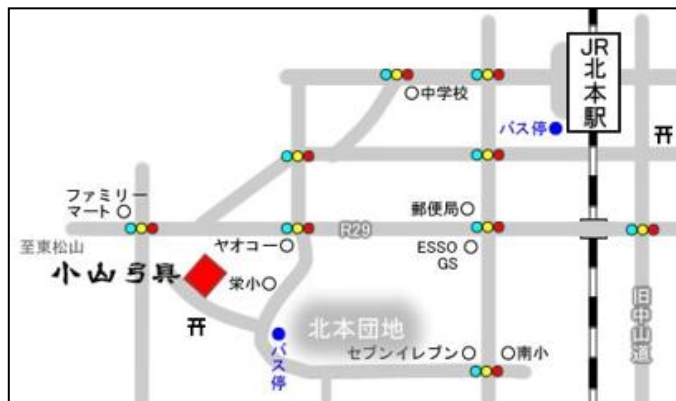 JR北本駅
中学校
バス停
ファミリー
マート
郵便局
至東松山
ヤオコー
R29
ESSO
GS
小山弓具
栄小
北本団地
バス停
旧中山道
セブンイレブン
南小